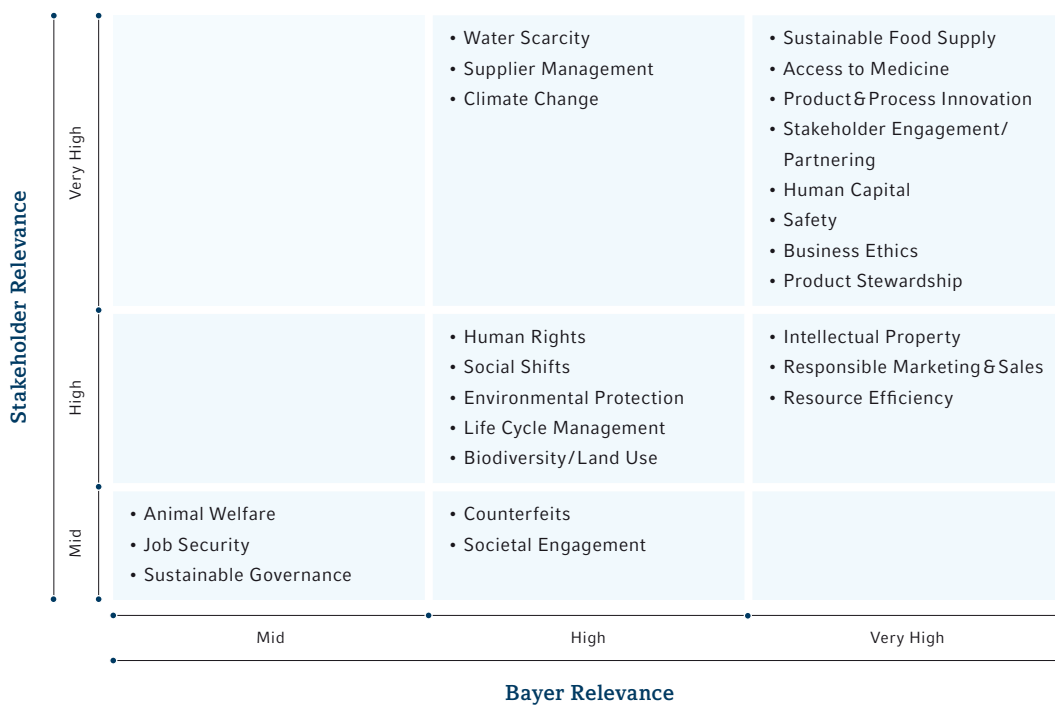 Stakeholder Relevance
Very High
• Water Scarcity
• Supplier Management
• Climate Change
• Sustainable Food Supply
• Access to Medicine
• Product & Process Innovation
• Stakeholder Engagement/
Partnering
• Human Capital
• Safety
• Business Ethics
• Product Stewardship
High
• Human Rights
• Social Shifts
• Environmental Protection
• Life Cycle Management
• Biodiversity/Land Use
• Intellectual Property
• Responsible Marketing & Sales
• Resource Efficiency
Mid
• Animal Welfare
• Job Security
• Sustainable Governance
• Counterfeits
• Societal Engagement
Mid
High
Very High
Bayer Relevance